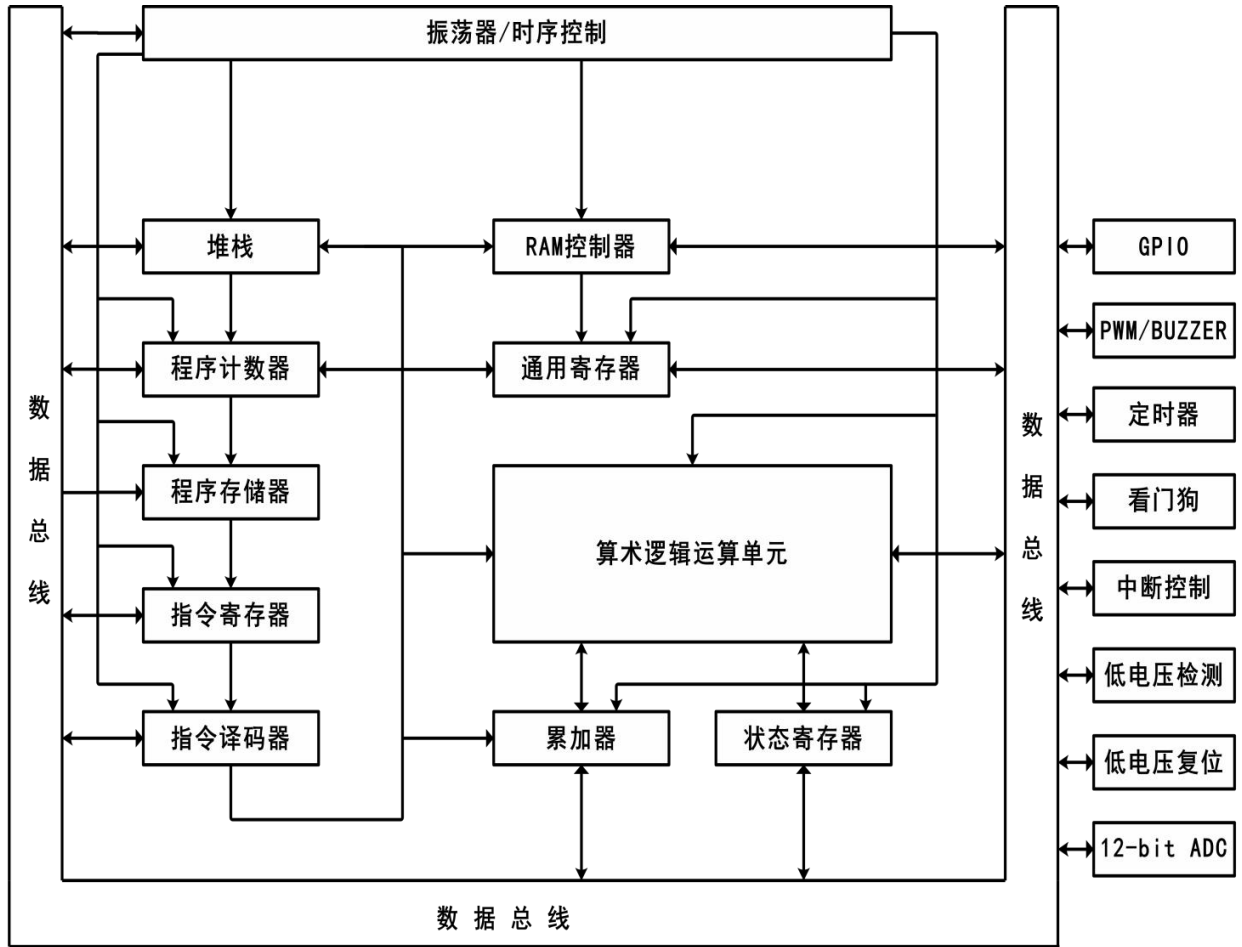 振荡器/时序控制
堆栈
RAM控制器
GPIO
PWM/BUZZER
程序计数器
通用寄存器
定时器
数据总线
数据总线
程序存储器
看门狗
算术逻辑运算单元
中断控制
指令寄存器
低电压检测
指令译码器
累加器
状态寄存器
低电压复位
12-bit ADC
数据总线